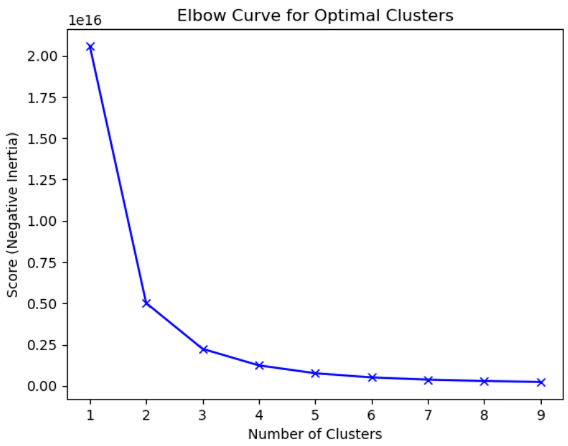 Elbow Curve for Optimal Clusters
1e16
2.00
1.75
1.50
1.25
1.00
0.75
0.50
0.25
0.00
Score (Negative Inertia)
1 2 3 4 5 6 7 8 9
Number of Clusters